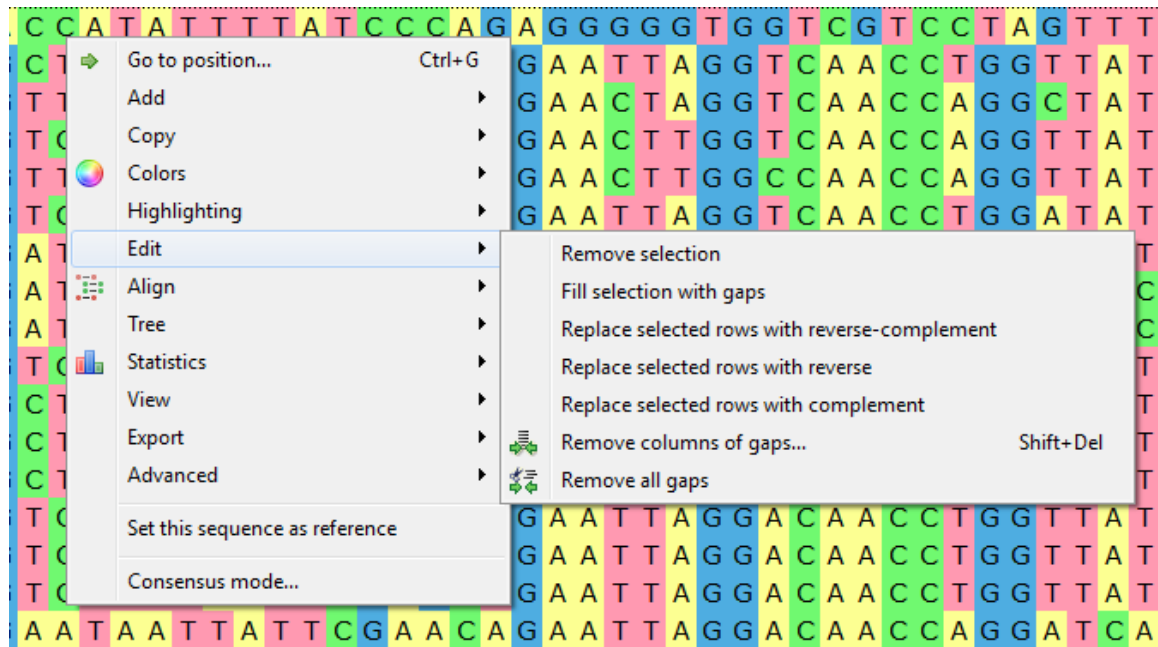 C C A T A T T T T A T C C C A G A G G G G G T G G T C G T C C T A G T T T
C T Go to position... Ctrl+G G A A T T A G G T C A A C C T G G T T A T
T T Add G A A C T A G G T C A A C C A G G C T A T
T C Copy G A A C T T G G T C A A C C A G G T T A T
T T Colors G A A C T T G G C C A A C C A G G T T A T
T C Highlighting G A A T T A G G T C A A C C T G G A T A T
A T Edit Remove selection T
A T Align Fill selection with gaps C
A T Tree Replace selected rows with reverse-complement C
T C Statistics Replace selected rows with reverse T
C T View Replace selected rows with complement T
C T Export Remove columns of gaps... Shift+Del T
C T Advanced Remove all gaps T
T C Set this sequence as reference G A A T T A G G A C A A C C T G G T T A T
T C G A A T T A G G A C A A C C T G G T T A T
T C Consensus mode... G A A T T A G G A C A A C C T G G T T A T
A A T A A T T A T T C G A A C A G A A T T A G G A C A A C C A G G A T C A